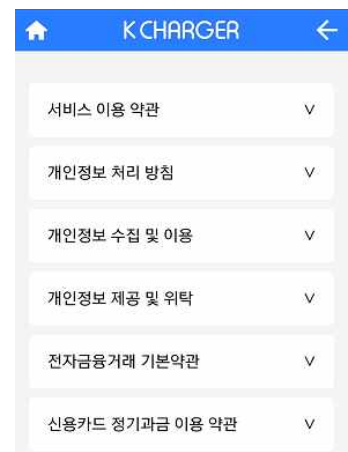 K CHARGER
서비스 이용 약관
개인정보 처리 방침
개인정보 수집 및 이용
개인정보 제공 및 위탁
전자금융거래 기본약관
신용카드 정기과금 이용 약관